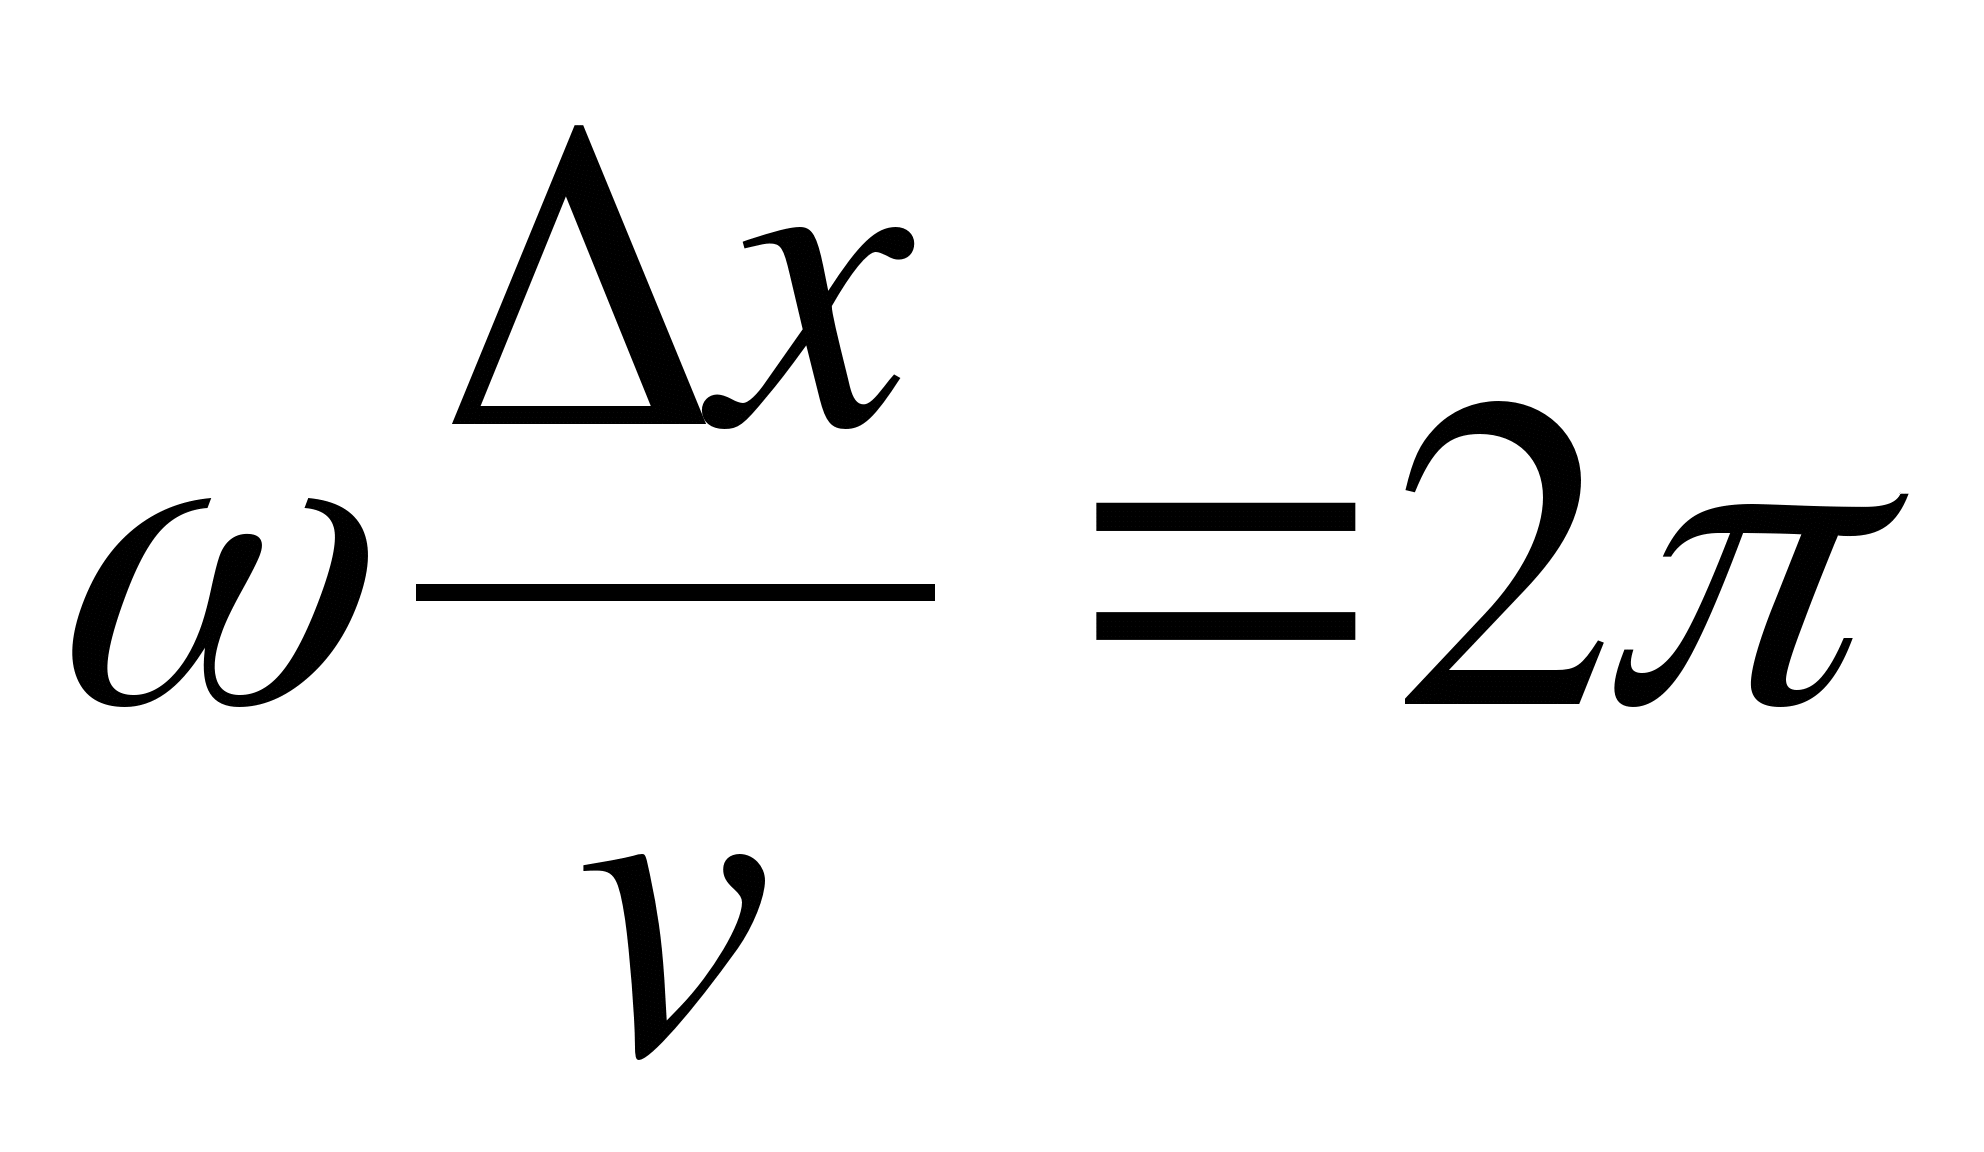 ω Δx/v = 2π